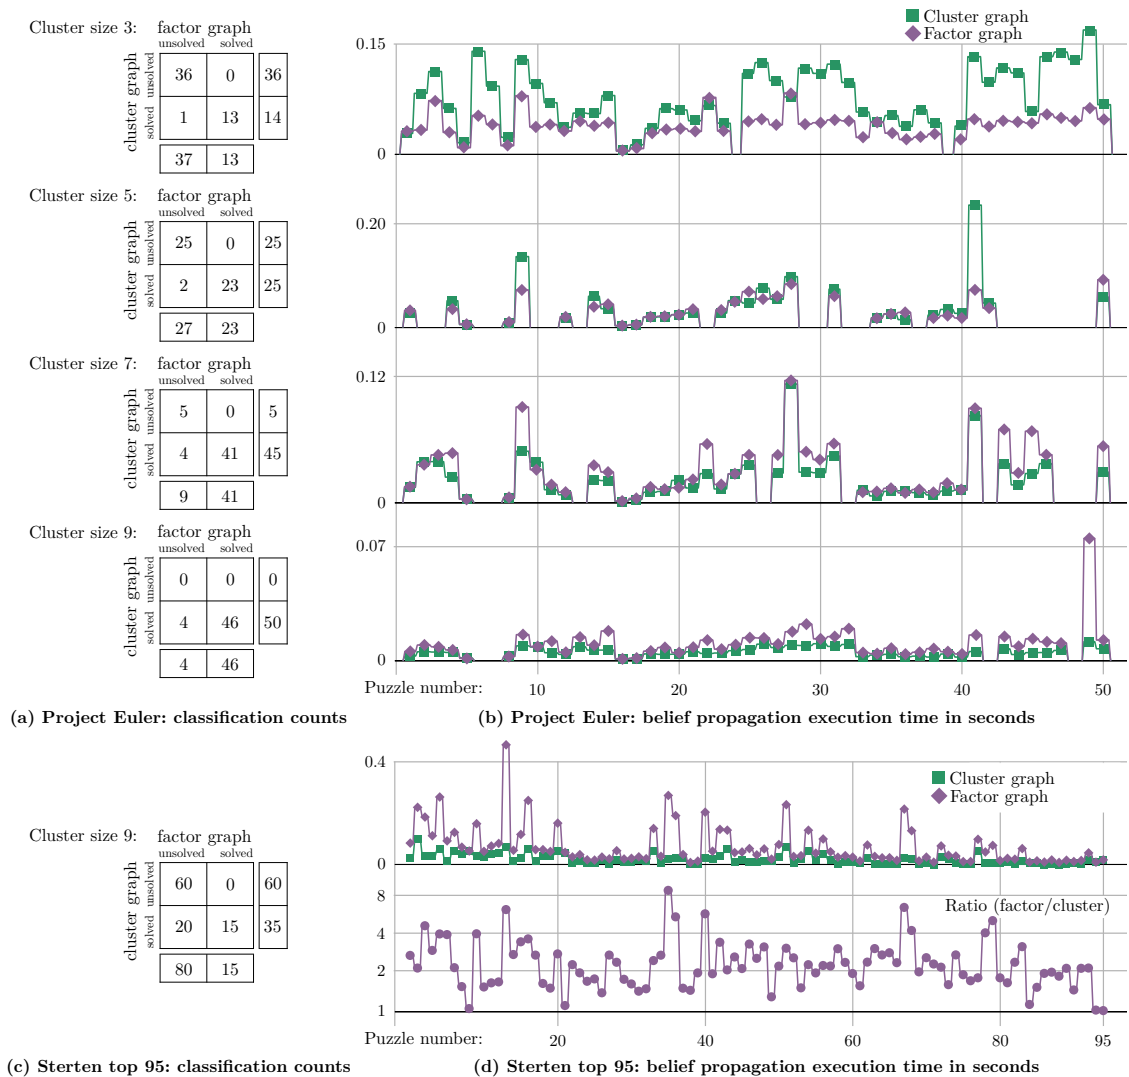 Cluster size 3: factor graph
unsolved solved
cluster graph
unsolved
solved
36 0 36
1 13 14
37 13
Cluster size 5: factor graph
unsolved solved
cluster graph
unsolved
solved
25 0 25
2 23 25
27 23
Cluster size 7: factor graph
unsolved solved
cluster graph
unsolved
solved
5 0 5
4 41 45
9 41
Cluster size 9: factor graph
unsolved solved
cluster graph
unsolved
solved
0 0 0
4 46 50
4 46
(a) Project Euler: classification counts
Cluster graph
Factor graph
0.15
0
0.20
0
0.12
0
0.07
0
Puzzle number: 10 20 30 40 50
(b) Project Euler: belief propagation execution time in seconds
Cluster size 9: factor graph
unsolved solved
cluster graph
unsolved
solved
60 0 60
20 15 35
80 15
(c) Sterten top 95: classification counts
Cluster graph
Factor graph
0.4
0
Ratio (factor/cluster)
8
4
2
1
Puzzle number: 20 40 60 80 95
(d) Sterten top 95: belief propagation execution time in seconds